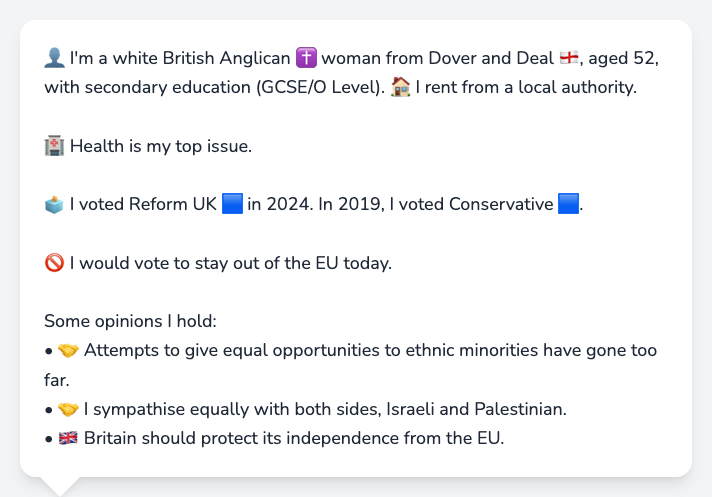 👤 I'm a white British Anglican ✝️ woman from Dover and Deal 🏴󠁧󠁢󠁥󠁮󠁧󠁿, aged 52,
with secondary education (GCSE/O Level). 🏠 I rent from a local authority.
🏥 Health is my top issue.
🗳️ I voted Reform UK 🟦 in 2024. In 2019, I voted Conservative 🟦.
🚫 I would vote to stay out of the EU today.
Some opinions I hold:
• 🤝 Attempts to give equal opportunities to ethnic minorities have gone too
far.
• 🤝 I sympathise equally with both sides, Israeli and Palestinian.
• 🇬🇧 Britain should protect its independence from the EU.